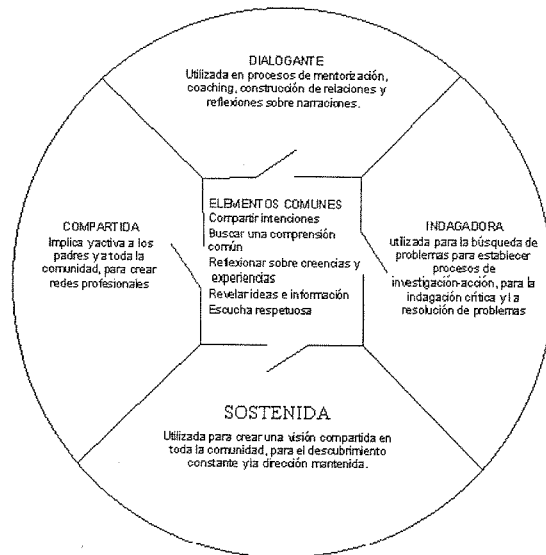 DIALOGANTE
Utilizada en procesos de mentorización,
coaching, construcción de relaciones y
reflexiones sobre narraciones.
COMPARTIDA
Implica y activa a los
padres y a toda la
comunidad, para crear
redes profesionales
ELEMENTOS COMUNES
Compartir intenciones
Buscar una comprensión
común
Reflexionar sobre creencias y
experiencias
Revelar ideas e información
Escucha respetuosa
INDAGADORA
utilizada para la búsqueda de
problemas para establecer
procesos de
investigación-acción, para la
indagación crítica y la
resolución de problemas
SOSTENIDA
Utilizada para crear una visión compartida en
toda la comunidad, para el descubrimiento
constante y la dirección mantenida.